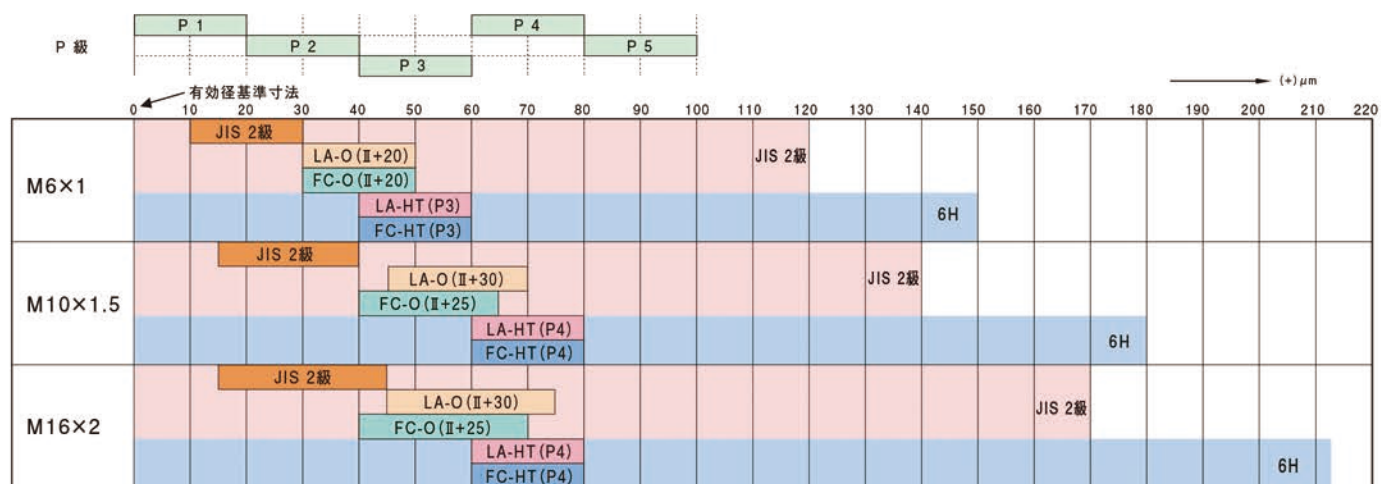 P 1
P 4
P 級
P 2
P 5
P 3
(+)μm
有効径基準寸法
0 10 20 30 40 50 60 70 80 90 100 110 120 130 140 150 160 170 180 190 200 210 220
M6×1
JIS 2級
LA-O(Ⅱ+20)
JIS 2級
FC-O(Ⅱ+20)
LA-HT(P3)
6H
FC-HT(P3)
M10×1.5
JIS 2級
LA-O(Ⅱ+30)
JIS 2級
FC-O(Ⅱ+25)
LA-HT(P4)
6H
FC-HT(P4)
M16×2
JIS 2級
LA-O(Ⅱ+30)
JIS 2級
FC-O(Ⅱ+25)
LA-HT(P4)
6H
FC-HT(P4)